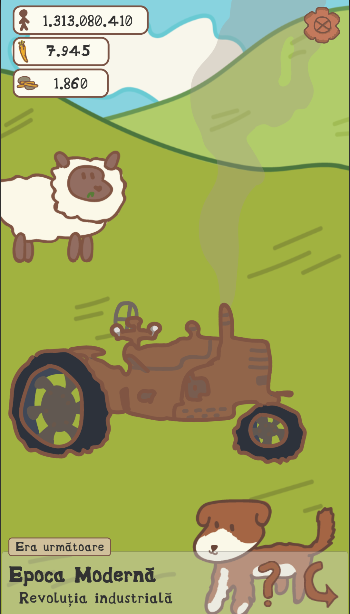 1.313.080.410
7.945
1.860
Era următoare
Epoca Modernă
Revoluția industrială
?